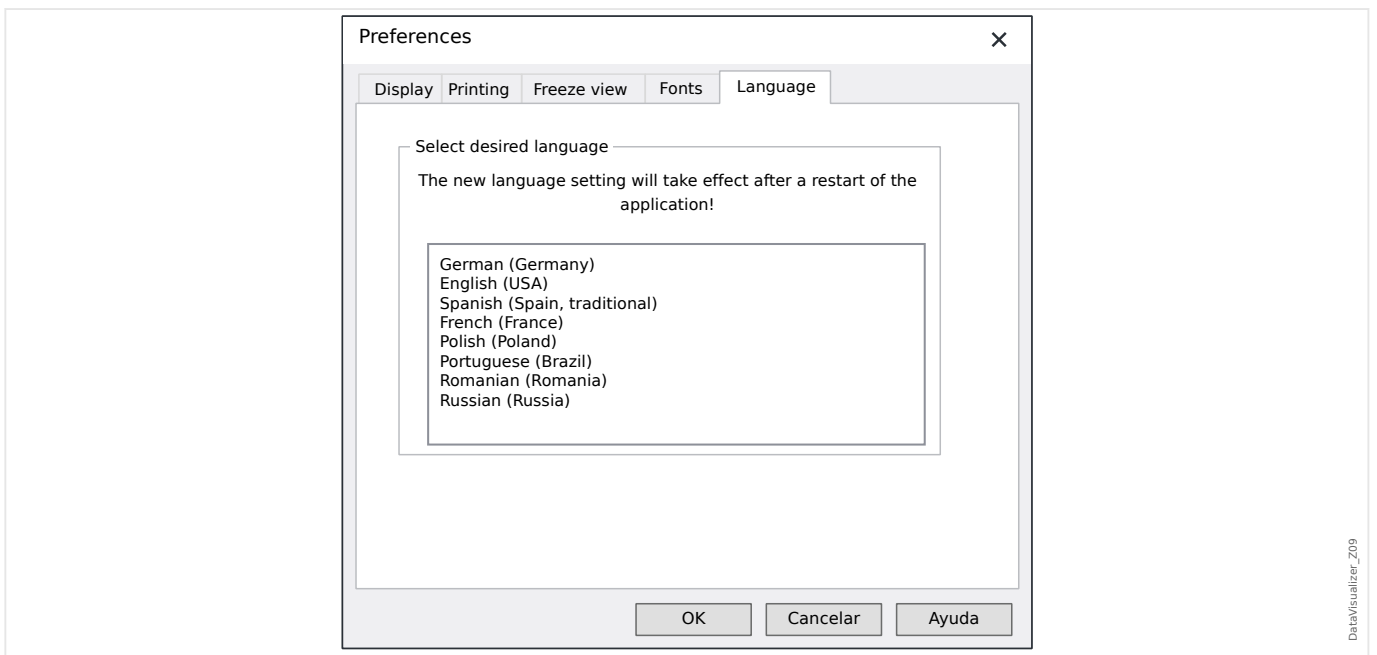 Preferences
Display Printing Freeze view Fonts Language
Select desired language
The new language setting will take effect after a restart of the
application!
German (Germany)
English (USA)
Spanish (Spain, traditional)
French (France)
Polish (Poland)
Portuguese (Brazil)
Romanian (Romania)
Russian (Russia)
OK Cancelar Ayuda
DataVisualizer_Z09